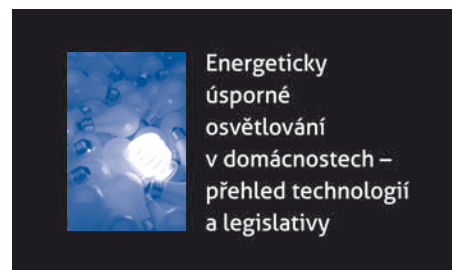 Energeticky
úsporné
osvětlování
v domácnostech –
přehled technologií
a legislativy